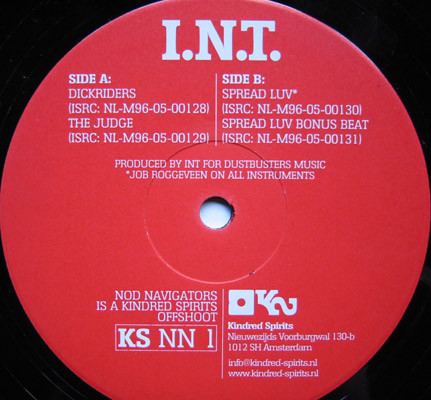 I.N.T.
SIDE A:
DICKRIDERS
(ISRC: NL-M96-05-00128)
THE JUDGE
(ISRC: NL-M96-05-00129)
SIDE B:
SPREAD LUV*
(ISRC: NL-M96-05-00130)
SPREAD LUV BONUS BEAT
(ISRC: NL-M96-05-00131)
PRODUCED BY INT FOR DUSTBUSTERS MUSIC
*JOB ROGGEVEEN ON ALL INSTRUMENTS
NOD NAVIGATORS
IS A KINDRED SPIRITS
OFFSHOOT
KS NN 1
Kindred Spirits
Nieuwezijds Voorburgwal 130-b
1012 SH Amsterdam
info@kindred-spirits.nl
www.kindred-spirits.nl